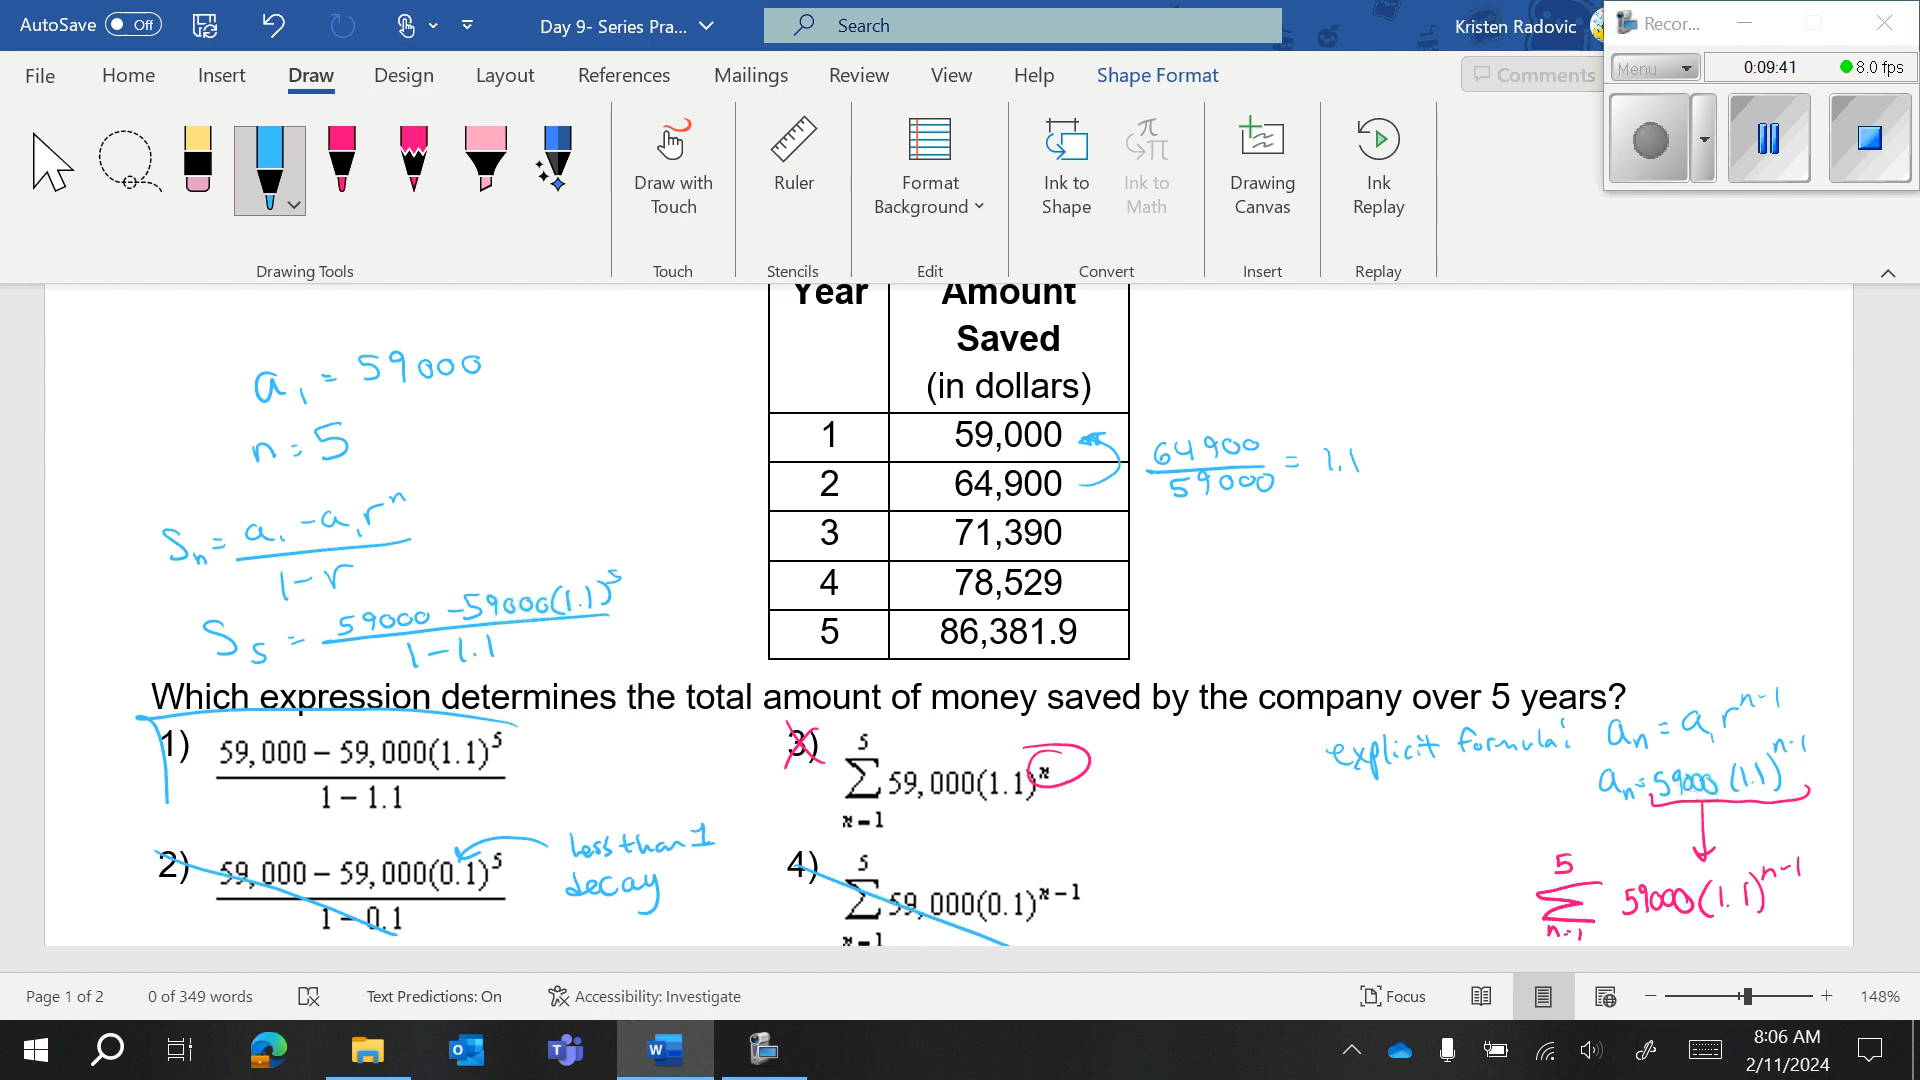 AutoSave Off Day 9- Series Pra... Search Kristen Radovic Recor...
File Home Insert Draw Design Layout References Mailings Review View Help Shape Format Comments
Menu 0:09:41 8.0 fps
Draw with Touch
Ruler
Format Background
Ink to Shape
Ink to Math
Drawing Canvas
Ink Replay
Drawing Tools Touch Stencils Edit Convert Insert Replay
Year Amount Saved (in dollars)
1 59,000
2 64,900
3 71,390
4 78,529
5 86,381.9
a₁ = 59000
n = 5
Sₙ = (a₁ - a₁rⁿ) / (1 - r)
S₅ = (59000 - 59000(1.1)⁵) / (1 - 1.1)
64900 / 59000 = 1.1
Which expression determines the total amount of money saved by the company over 5 years?
1) (59,000 – 59,000(1.1)⁵) / (1 – 1.1)
2) (59,000 – 59,000(0.1)⁵) / (1 – 0.1)
less than 1
decay
3) 5 ∑ n=1 59,000(1.1)ⁿ
4) 5 ∑ n=1 59,000(0.1)ⁿ⁻¹
explicit formula: aₙ = a₁rⁿ⁻¹
aₙ = 59000(1.1)ⁿ⁻¹
5 ∑ n=1 59000(1.1)ⁿ⁻¹
Page 1 of 2 0 of 349 words Text Predictions: On Accessibility: Investigate Focus 148%
8:06 AM
2/11/2024